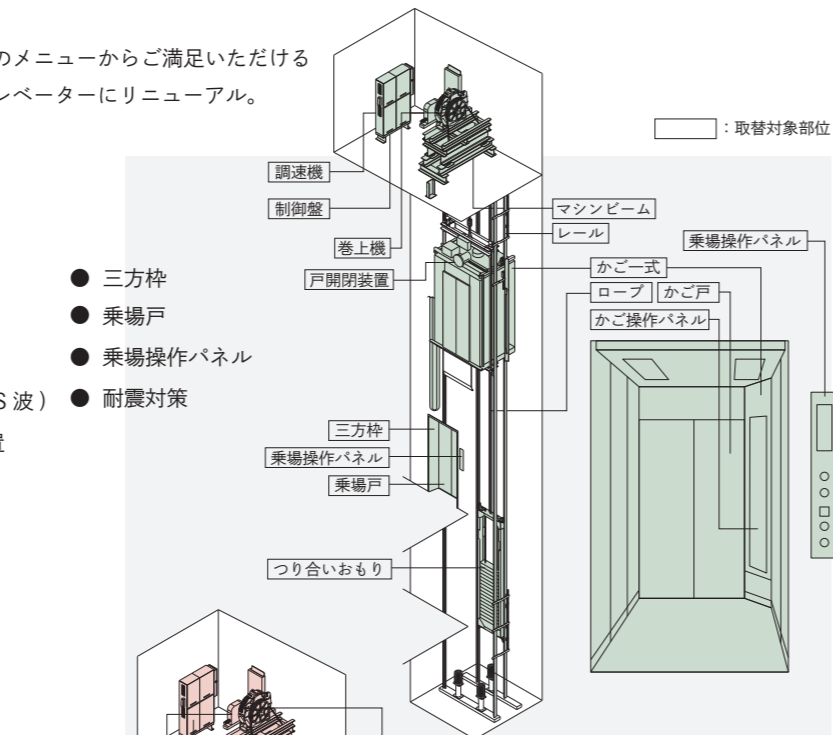 のメニューからご満足いただける
レベーターにリニューアル。
：取替対象部位
調速機
制御盤
巻上機
戸開閉装置
マシンビーム
レール
かご一式
ロープ
かご戸
かご操作パネル
乗場操作パネル
● 三方枠
● 乗場戸
● 乗場操作パネル
S波） ● 耐震対策
置
三方枠
乗場操作パネル
乗場戸
つり合いおもり